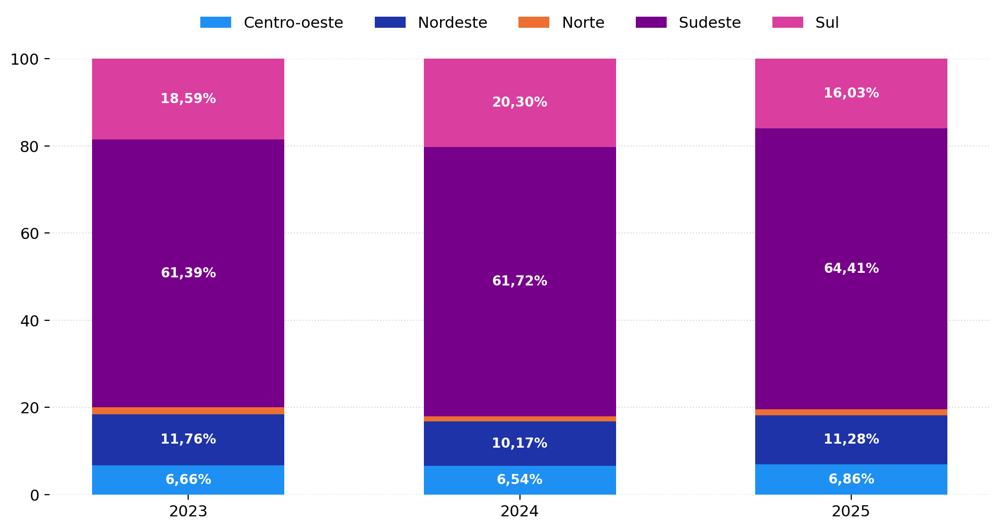 Centro-oeste Nordeste Norte Sudeste Sul
100
18,59% 20,30% 16,03%
80
61,39% 61,72% 64,41%
60
40
20
11,76% 10,17% 11,28%
6,66% 6,54% 6,86%
0
2023 2024 2025